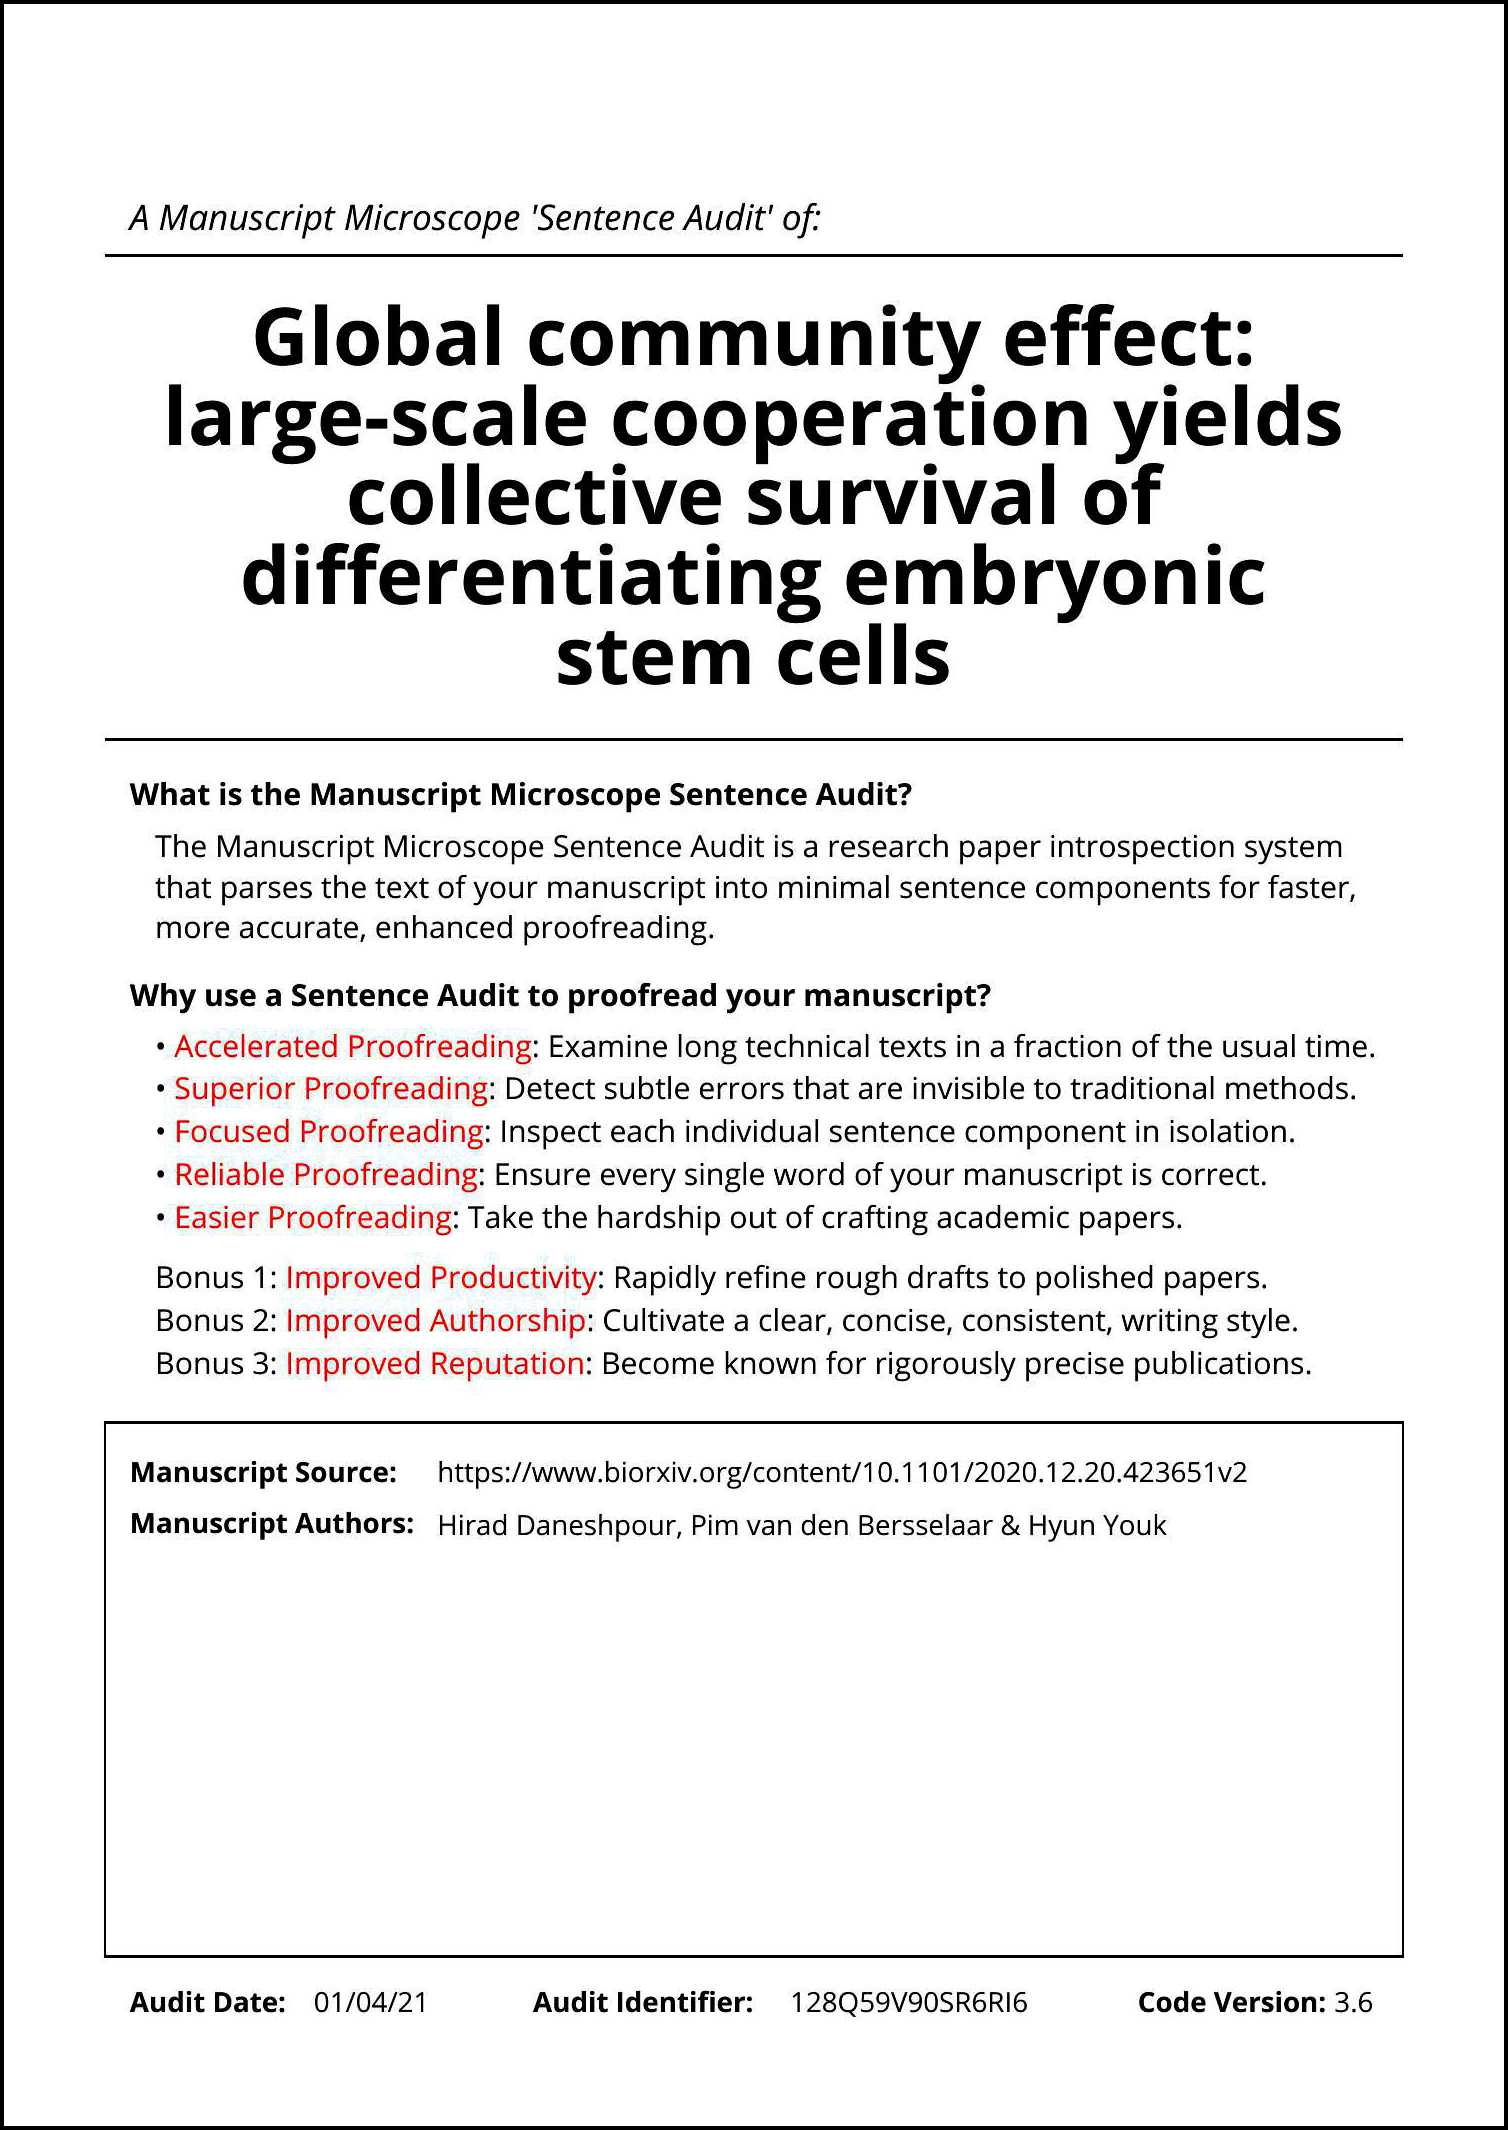 A Manuscript Microscope 'Sentence Audit' of:
Global community effect:
large-scale cooperation yields
collective survival of
differentiating embryonic
stem cells
What is the Manuscript Microscope Sentence Audit?
The Manuscript Microscope Sentence Audit is a research paper introspection system
that parses the text of your manuscript into minimal sentence components for faster,
more accurate, enhanced proofreading.
Why use a Sentence Audit to proofread your manuscript?
• Accelerated Proofreading: Examine long technical texts in a fraction of the usual time.
• Superior Proofreading: Detect subtle errors that are invisible to traditional methods.
• Focused Proofreading: Inspect each individual sentence component in isolation.
• Reliable Proofreading: Ensure every single word of your manuscript is correct.
• Easier Proofreading: Take the hardship out of crafting academic papers.
Bonus 1: Improved Productivity: Rapidly refine rough drafts to polished papers.
Bonus 2: Improved Authorship: Cultivate a clear, concise, consistent, writing style.
Bonus 3: Improved Reputation: Become known for rigorously precise publications.
Manuscript Source: https://www.biorxiv.org/content/10.1101/2020.12.20.423651v2
Manuscript Authors: Hirad Daneshpour, Pim van den Bersselaar & Hyun Youk
Audit Date: 01/04/21 Audit Identifier: 128Q59V90SR6RI6 Code Version: 3.6